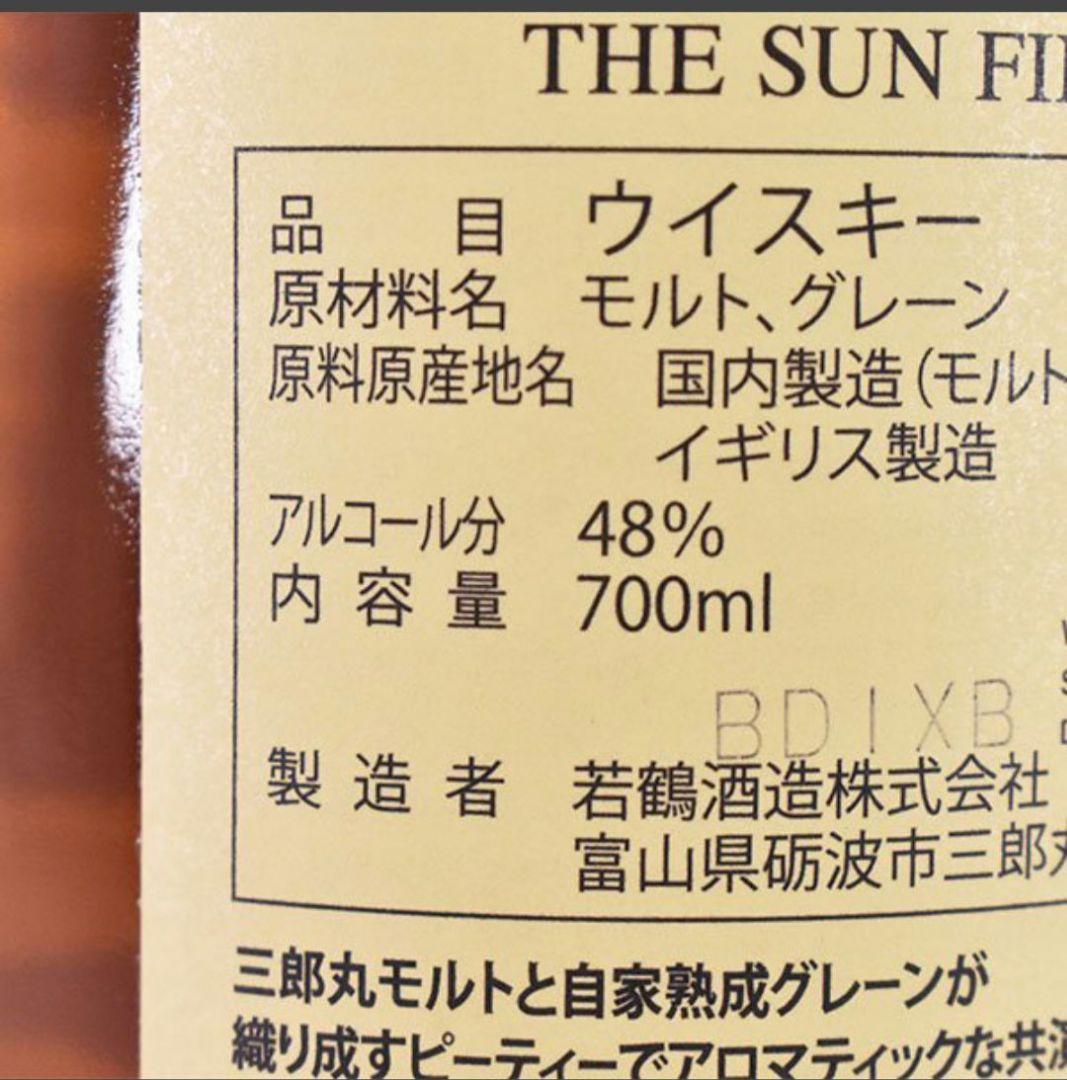 THE SUN
品 目 ウイスキー
原材料名 モルト、グレーン
原料原産地名 国内製造(モルト
イギリス製造
アルコール分 48%
内容量 700ml
BDIXB
製造者 若鶴酒造株式会社
富山県砺波市三郎丸
三郎丸モルトと自家熟成グレーンが
織り成すピーティーでアロマティックな共演